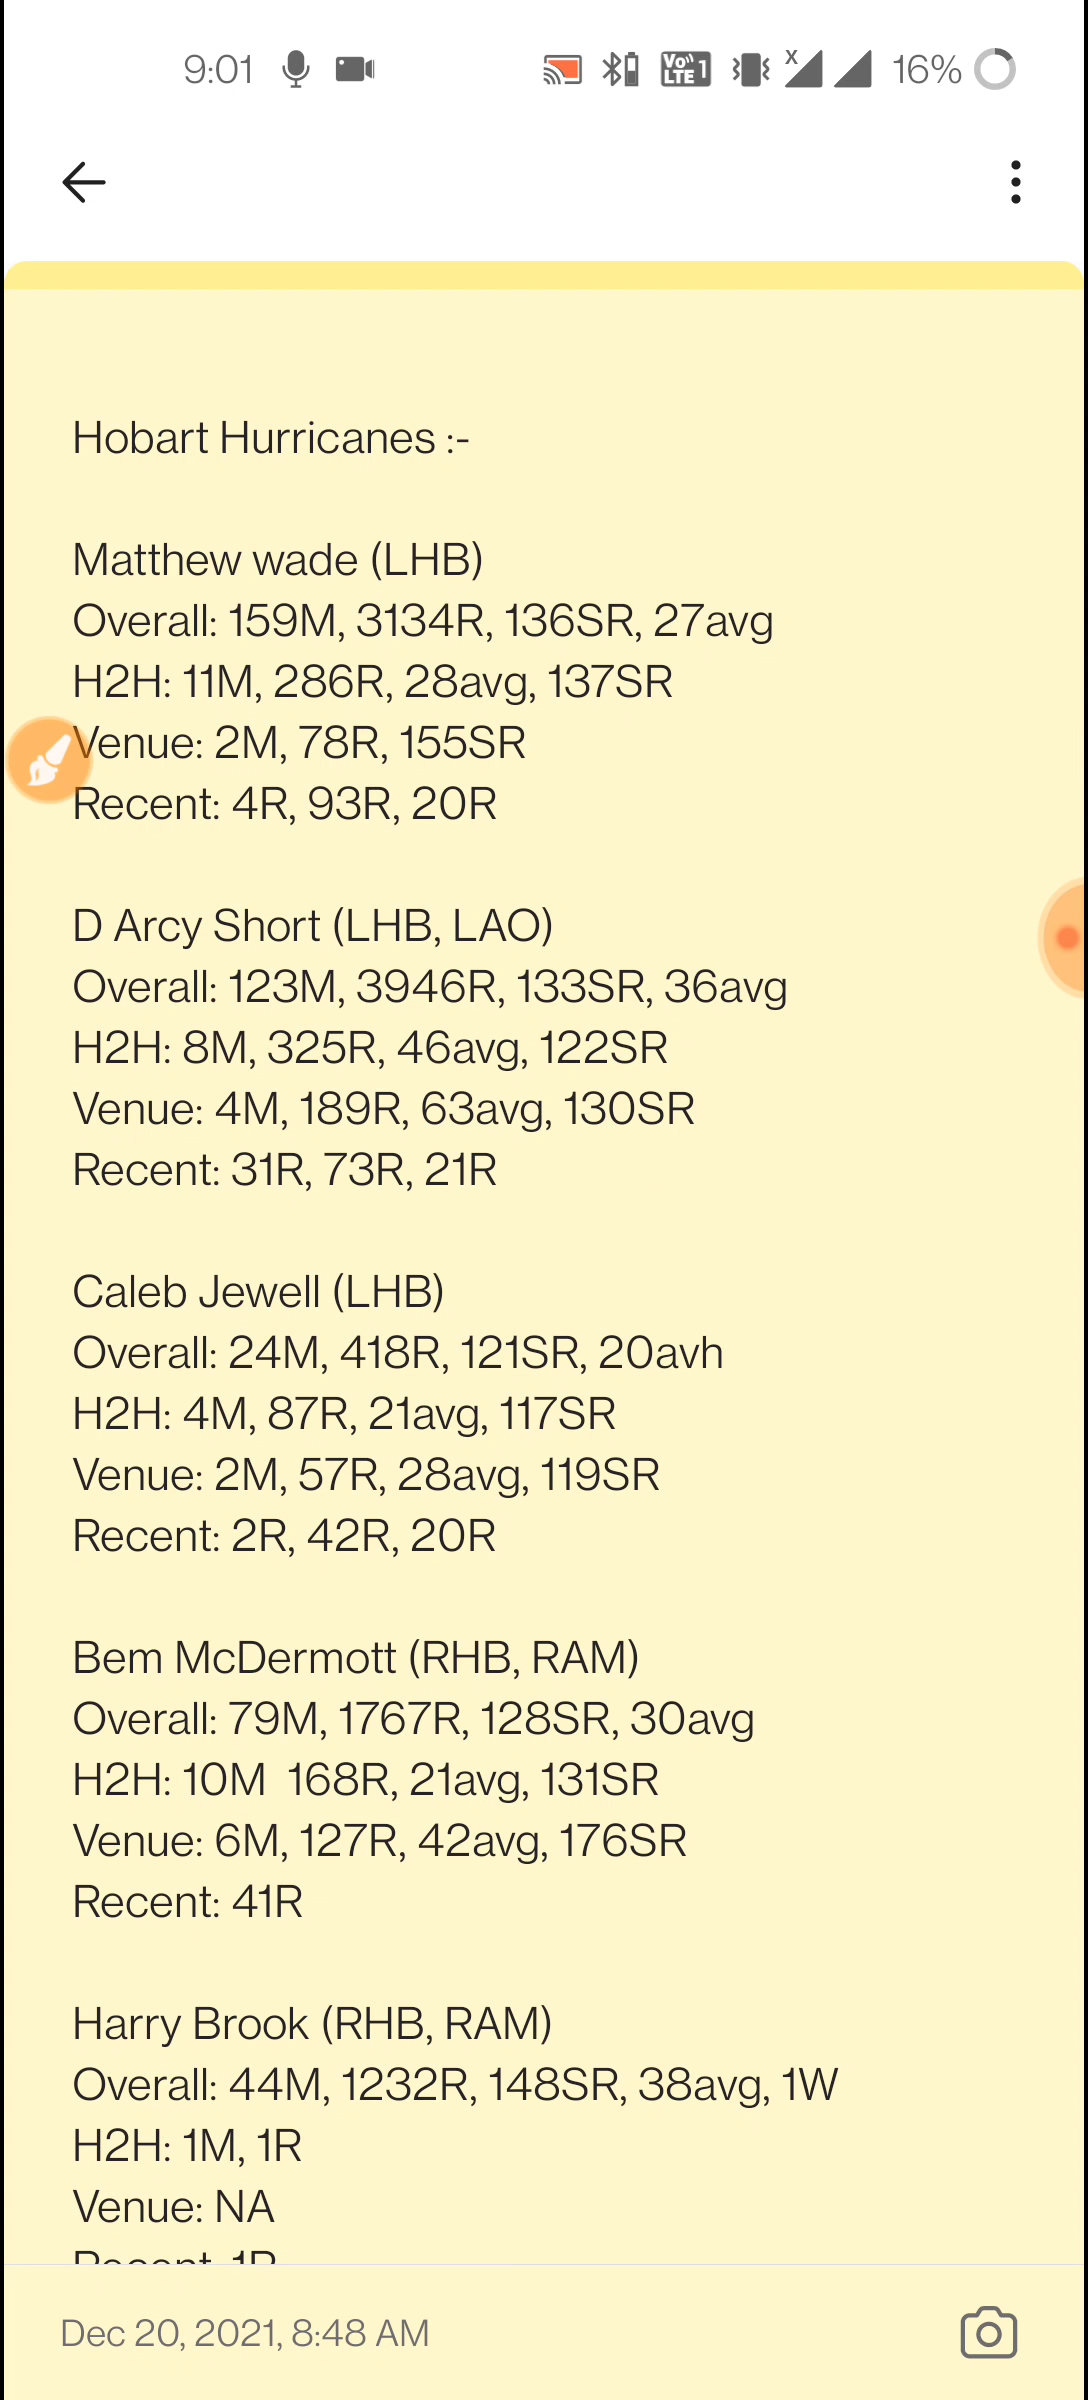 9:01
Vo)) LTE 1
x
16%
Hobart Hurricanes :-
Matthew wade (LHB)
Overall: 159M, 3134R, 136SR, 27avg
H2H: 11M, 286R, 28avg, 137SR
Venue: 2M, 78R, 155SR
Recent: 4R, 93R, 20R
D Arcy Short (LHB, LAO)
Overall: 123M, 3946R, 133SR, 36avg
H2H: 8M, 325R, 46avg, 122SR
Venue: 4M, 189R, 63avg, 130SR
Recent: 31R, 73R, 21R
Caleb Jewell (LHB)
Overall: 24M, 418R, 121SR, 20avh
H2H: 4M, 87R, 21avg, 117SR
Venue: 2M, 57R, 28avg, 119SR
Recent: 2R, 42R, 20R
Bem McDermott (RHB, RAM)
Overall: 79M, 1767R, 128SR, 30avg
H2H: 10M  168R, 21avg, 131SR
Venue: 6M, 127R, 42avg, 176SR
Recent: 41R
Harry Brook (RHB, RAM)
Overall: 44M, 1232R, 148SR, 38avg, 1W
H2H: 1M, 1R
Venue: NA
Dec 20, 2021, 8:48 AM